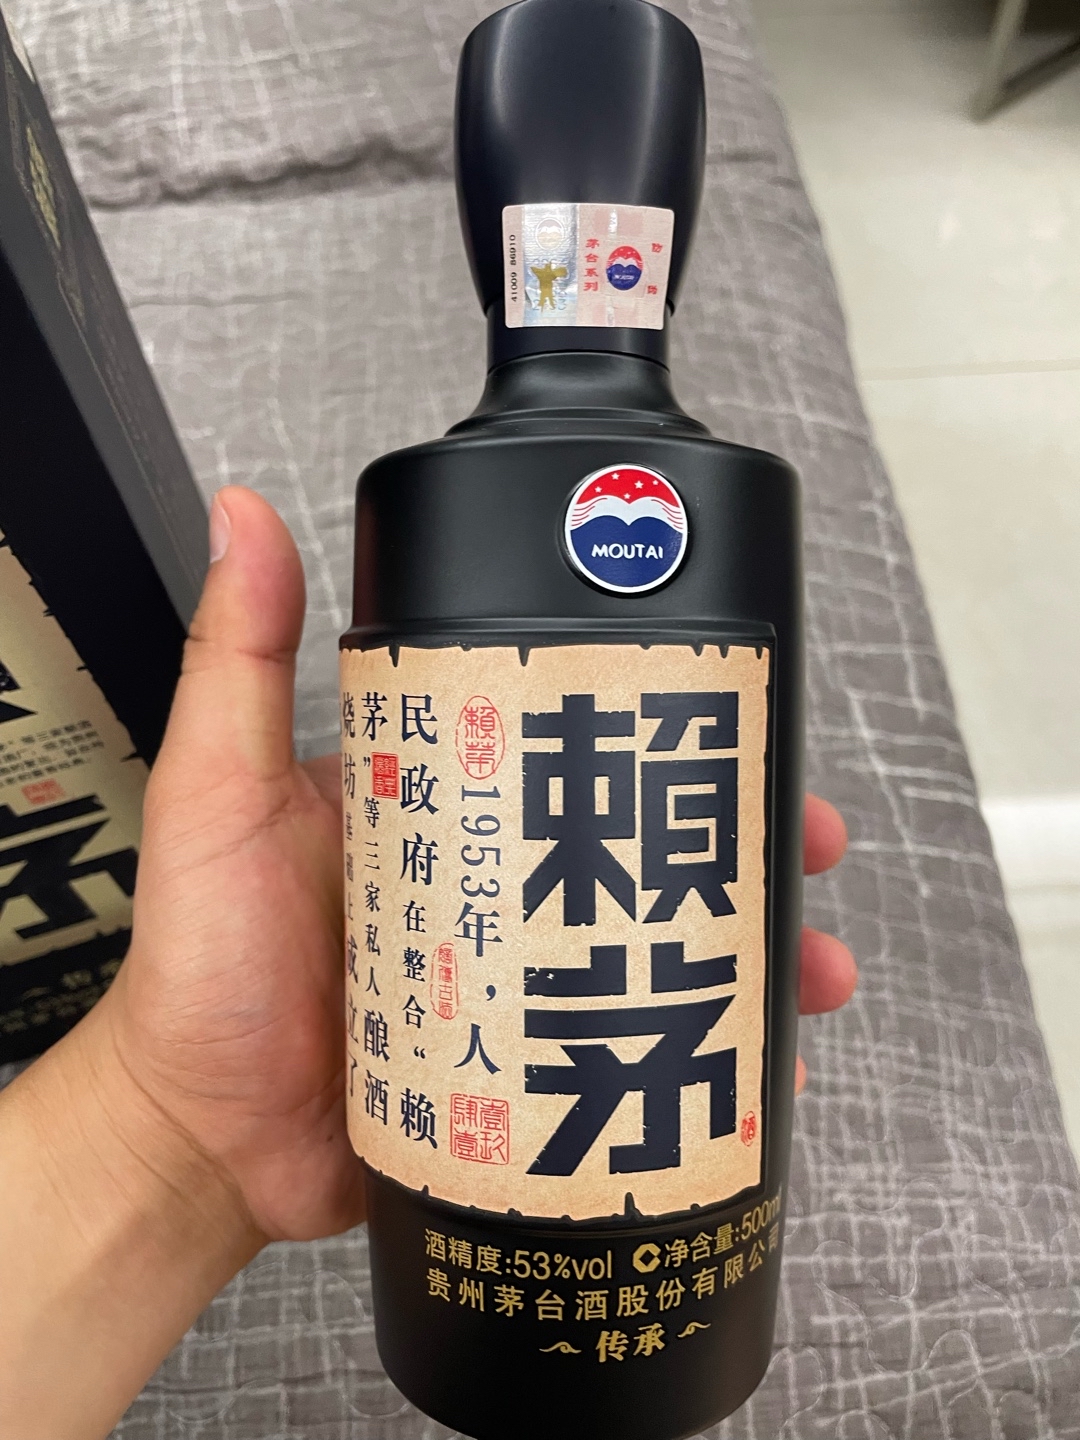 41009 86910
茅台系列
防
MOUTAI
賴茅
賴茅
1953年，人
民政府在整合“赖
茅”等三家私人酿酒
烧坊基础上成立了
壹玖
肆壹
酒精度:53%vol 净含量:500ml
贵州茅台酒股份有限公司
传承